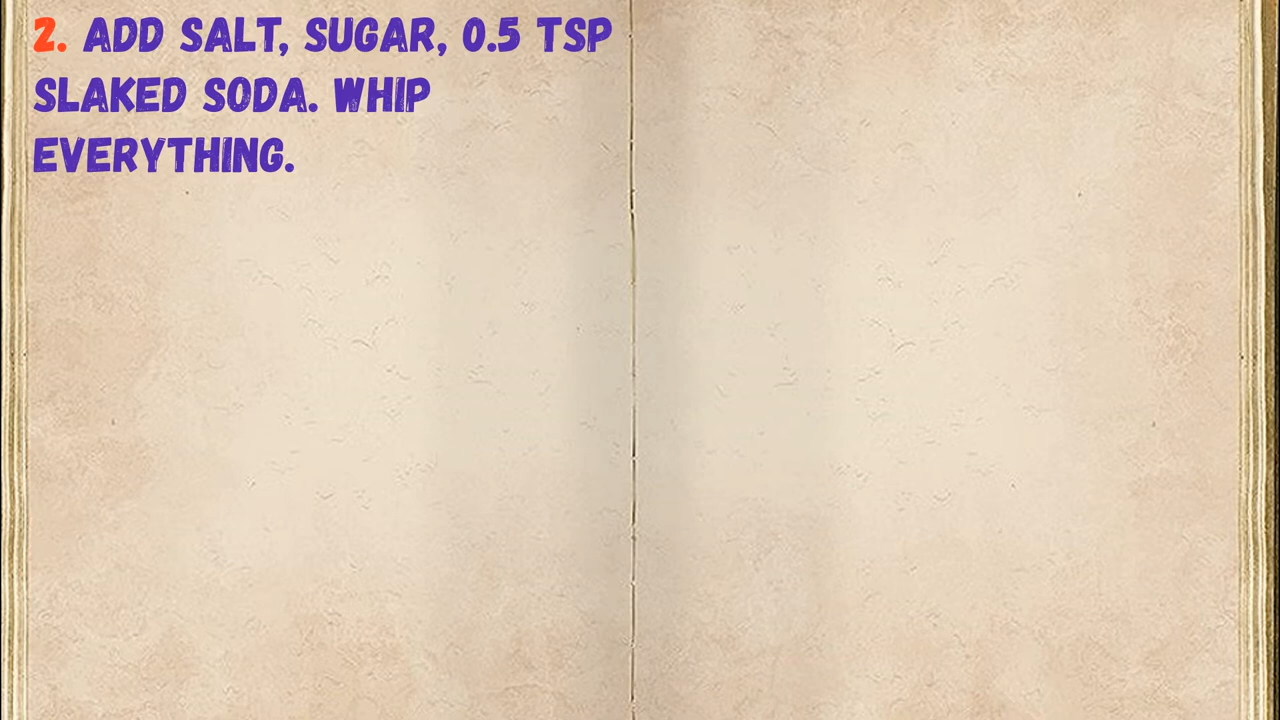 2. ADD SALT, SUGAR, 0.5 TSP
SLAKED SODA. WHIP
EVERYTHING.